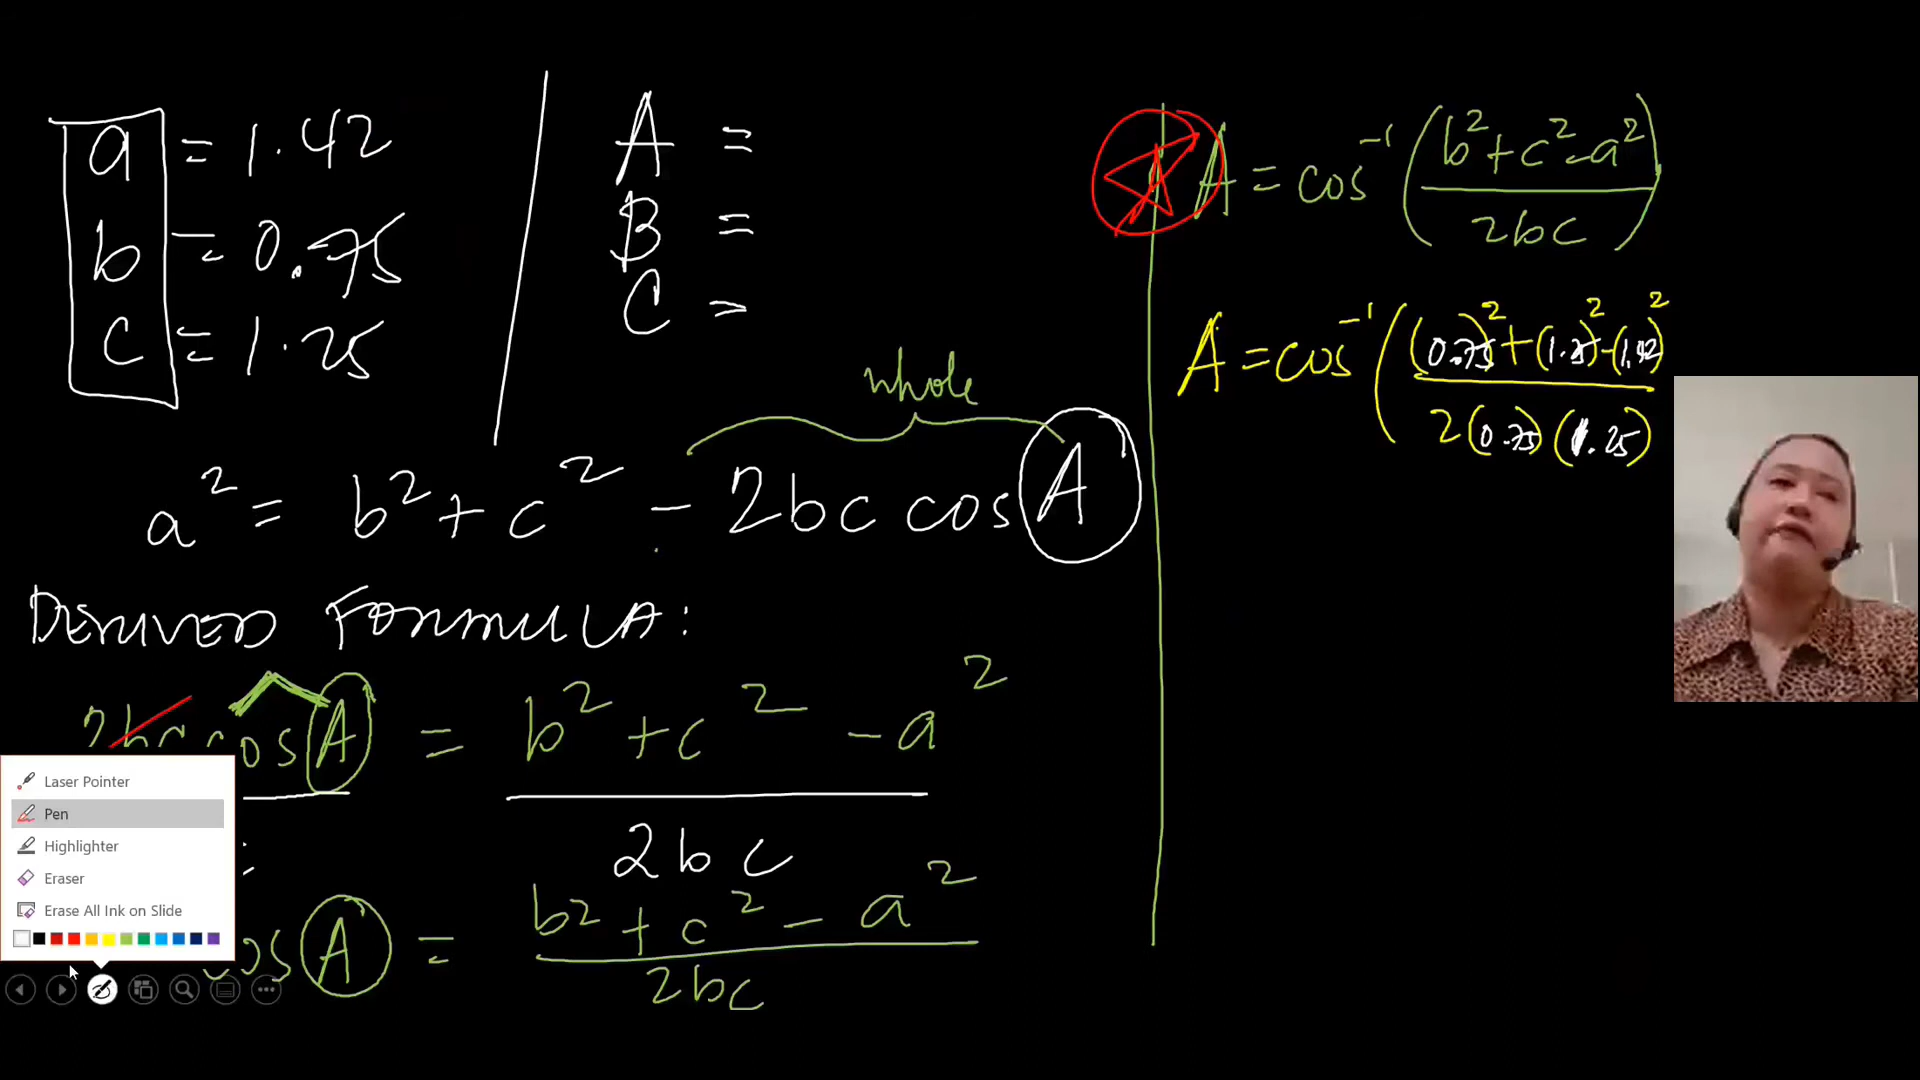 a = 1.42
b = 0.75
c = 1.25
A =
B =
C =
whole
a² = b² + c² - 2bc cos A
DERIVED FORMULA:
2bc cos A = b² + c² - a²
2bc
cos A = b² + c² - a²
2bc
A = cos⁻¹ (b² + c² - a²)
2bc
A = cos⁻¹ ((0.75)² + (1.25)² - (1.42)²
2(0.75)(1.25)
Laser Pointer
Pen
Highlighter
Eraser
Erase All Ink on Slide